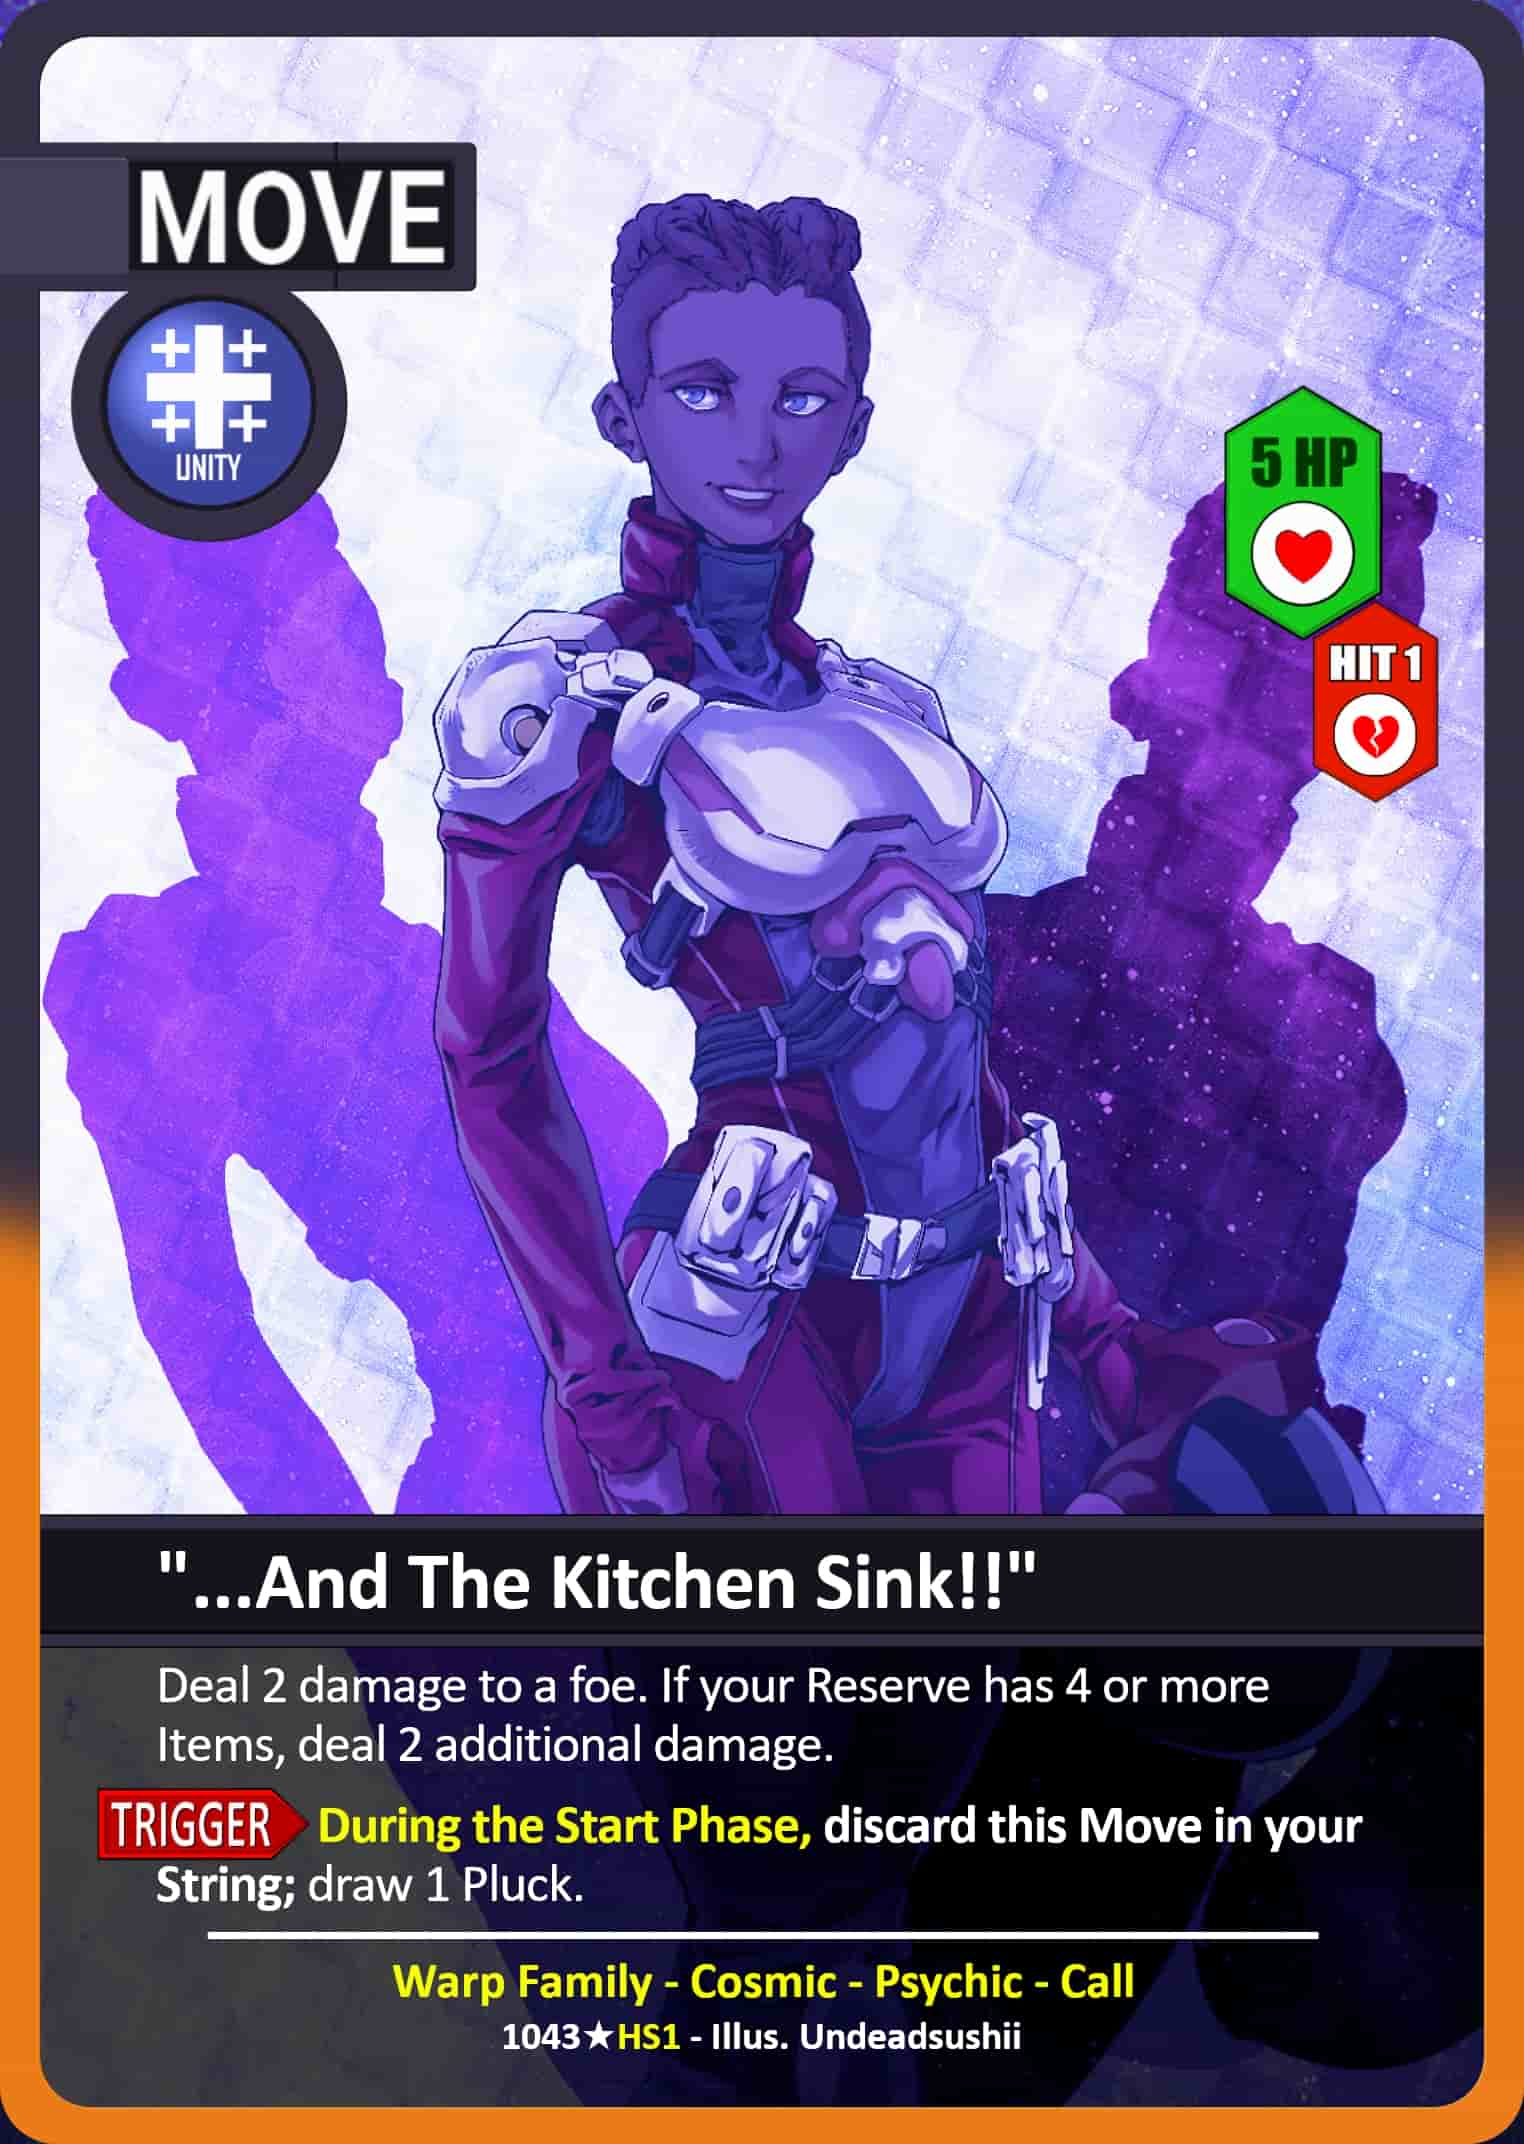 MOVE
UNITY
5 HP
HIT 1
"...And The Kitchen Sink!!"
Deal 2 damage to a foe. If your Reserve has 4 or more
Items, deal 2 additional damage.
TRIGGER During the Start Phase, discard this Move in your
String; draw 1 Pluck.
Warp Family - Cosmic - Psychic - Call
1043★HS1 - Illus. Undeadsushii